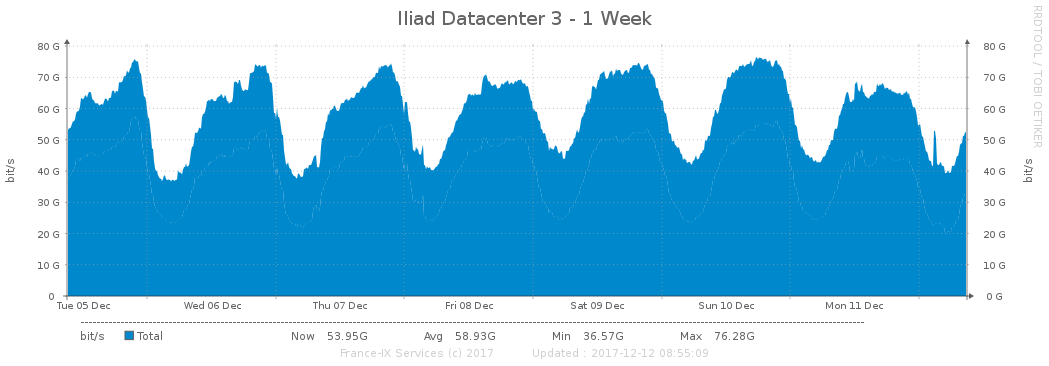 Iliad Datacenter 3 - 1 Week
RRDTOOL / TOBI OETIKER
80 G 80 G
70 G 70 G
60 G 60 G
50 G 50 G
40 G 40 G
30 G 30 G
20 G 20 G
10 G 10 G
0 0 G
bit/s
bit/s
Tue 05 Dec Wed 06 Dec Thu 07 Dec Fri 08 Dec Sat 09 Dec Sun 10 Dec Mon 11 Dec
bit/s Total Now 53.95G Avg 58.93G Min 36.57G Max 76.28G
France-IX Services (c) 2017 Updated : 2017-12-12 08:55:09